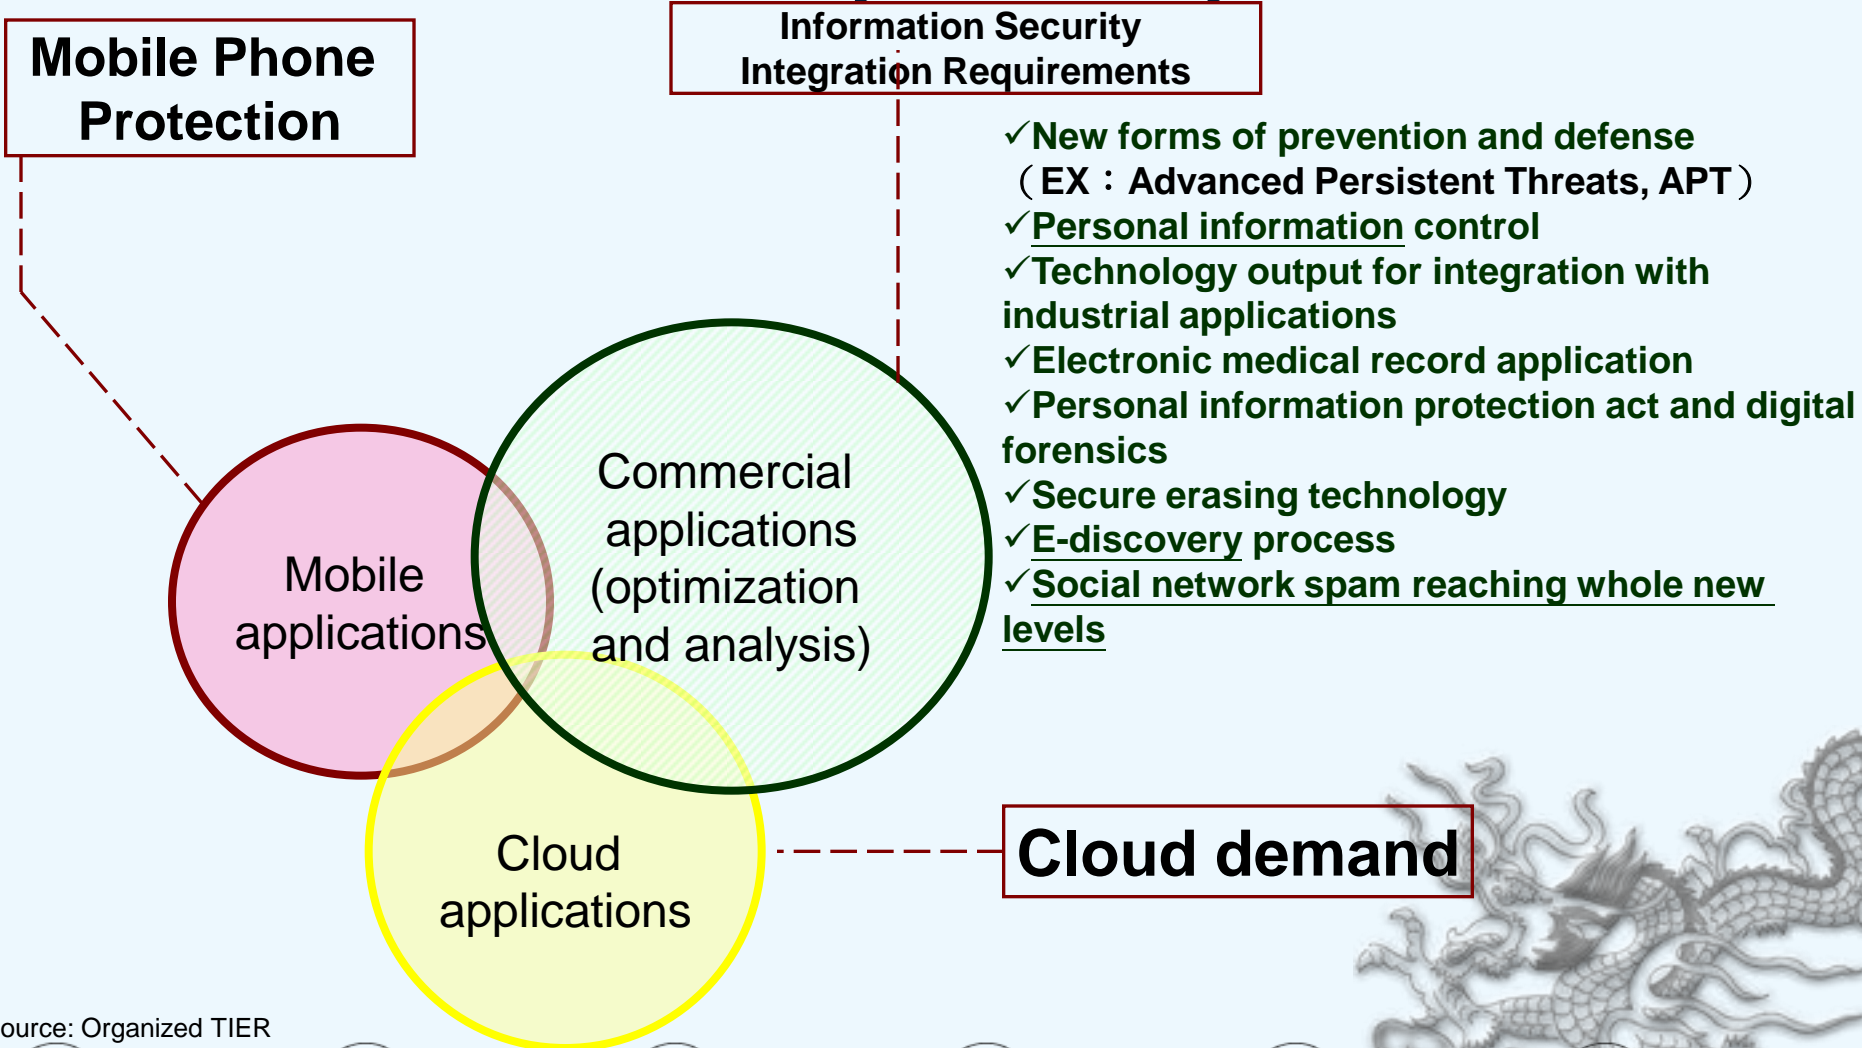 Information Security
Integration Requirements
Mobile Phone
Protection
✓New forms of prevention and defense
（EX：Advanced Persistent Threats, APT）
✓Personal information control
✓Technology output for integration with
industrial applications
✓Electronic medical record application
✓Personal information protection act and digital
forensics
✓Secure erasing technology
✓E-discovery process
✓Social network spam reaching whole new
levels
Commercial
applications
(optimization
and analysis)
Mobile
applications
Cloud
applications
Cloud demand
ource: Organized TIER